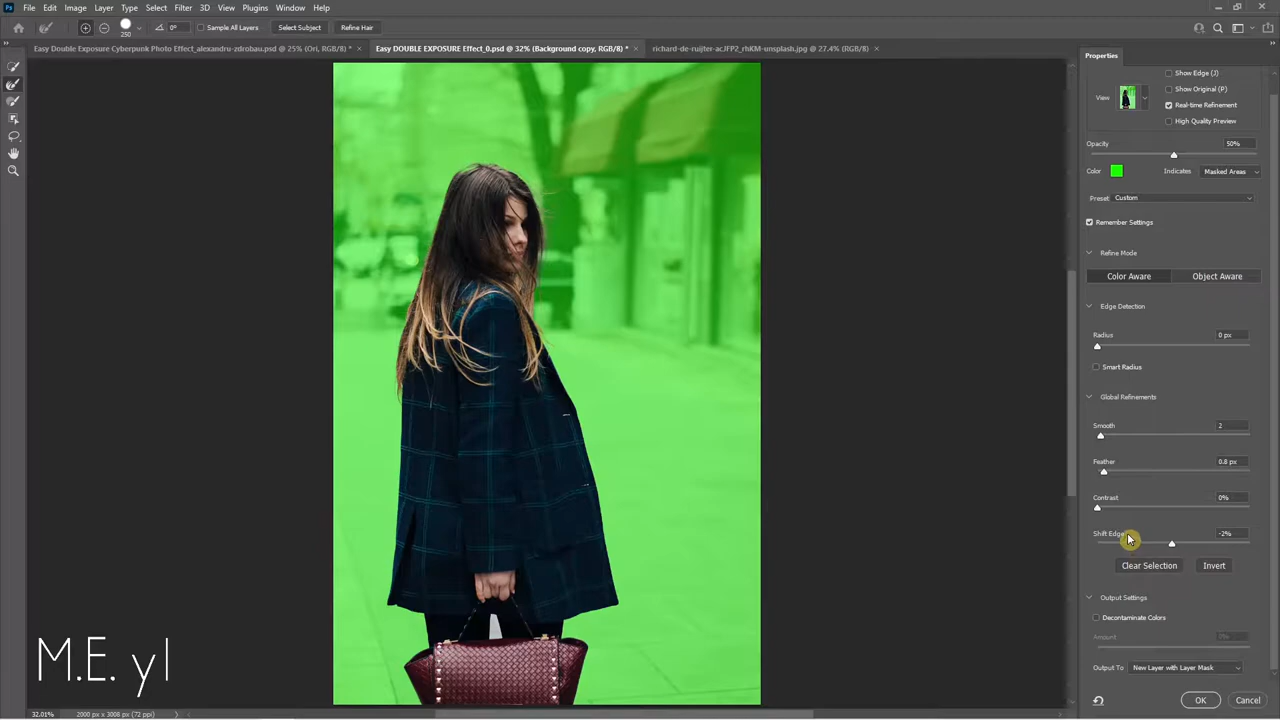 Ps File Edit Image Layer Type Select Filter 3D View Plugins Window Help
250 0° Sample All Layers Select Subject Refine Hair
Easy Double Exposure Cyberpunk Photo Effect_alexandru-zdrobau.psd @ 25% (Ori, RGB/8) * × Easy DOUBLE EXPOSURE Effect_0.psd @ 32% (Background copy, RGB/8) * × richard-de-ruijter-acJFP2_rhKM-unsplash.jpg @ 27.4% (RGB/8) ×
Properties
Show Edge (J)
Show Original (P)
View
Real-time Refinement
High Quality Preview
Opacity 50%
Color Indicates Masked Areas
Preset Custom
Remember Settings
Refine Mode
Color Aware Object Aware
Edge Detection
Radius 0 px
Smart Radius
Global Refinements
Smooth 2
Feather 0.8 px
Contrast 0%
Shift Edge -2%
Clear Selection Invert
Output Settings
Decontaminate Colors
Amount
Output To New Layer with Layer Mask
OK Cancel
M.E. yl
32.01% 2000 px x 3008 px (72 ppi)